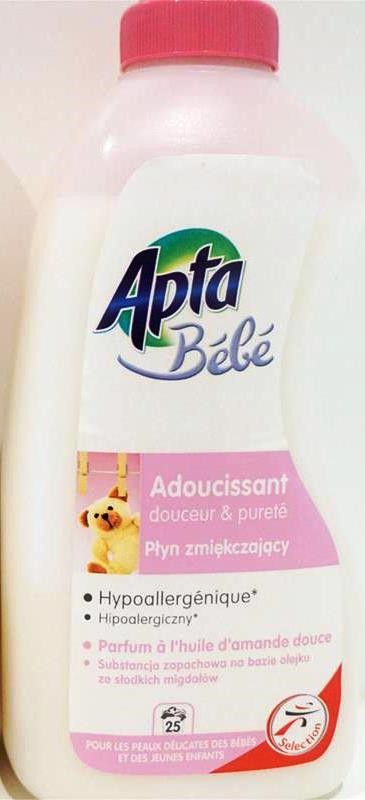 Apta
Bébé
Adoucissant
douceur & pureté
Płyn zmiękczający
• Hypoallergénique*
• Hipoalergiczny*
• Parfum à l'huile d'amande douce
• Substancja zapachowa na bazie olejku
ze słodkich migdałów
25
POUR LES PEAUX DÉLICATES DES BÉBÉS
ET DES JEUNES ENFANTS
Sélection